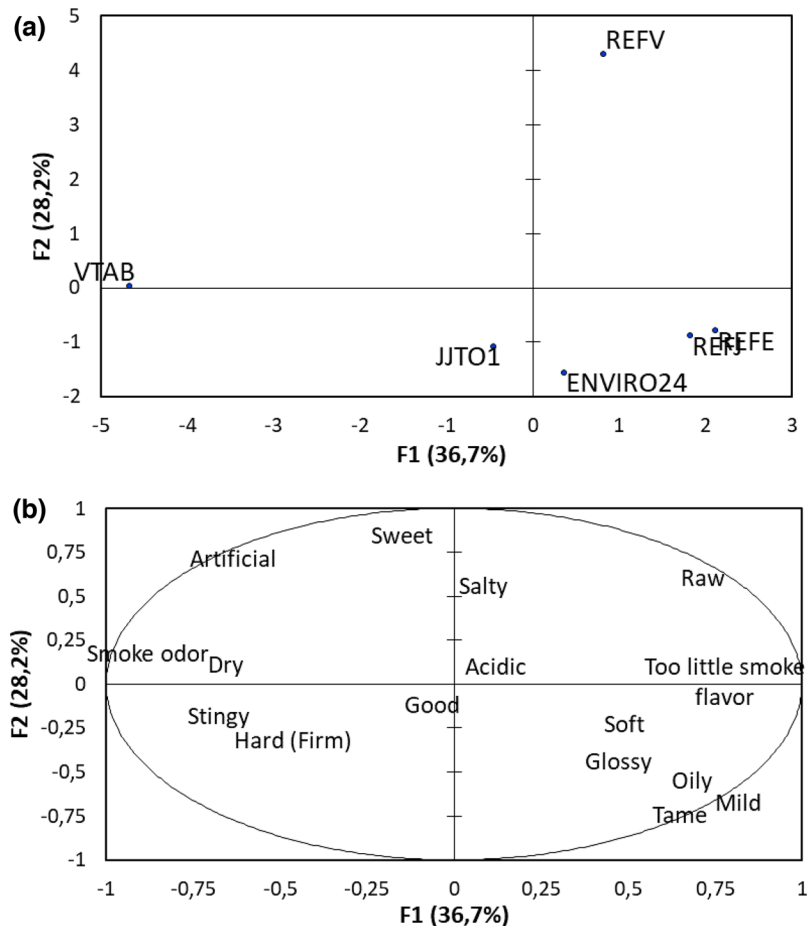 (a)
5
4
3
2
1
0
-1
-2
F2 (28,2%)
REFV
VTAB
JJTO1
REFJ
REFE
ENVIRO24
-5 -4 -3 -2 -1 0 1 2 3
F1 (36,7%)
(b)
1
0,75
0,5
0,25
0
-0,25
-0,5
-0,75
-1
F2 (28,2%)
Sweet
Artificial
Raw
Salty
Smoke odor
Dry
Acidic
Too little smoke
flavor
Good
Stingy
Soft
Hard (Firm)
Glossy
Oily
Mild
Tame
-1 -0,75 -0,5 -0,25 0 0,25 0,5 0,75 1
F1 (36,7%)